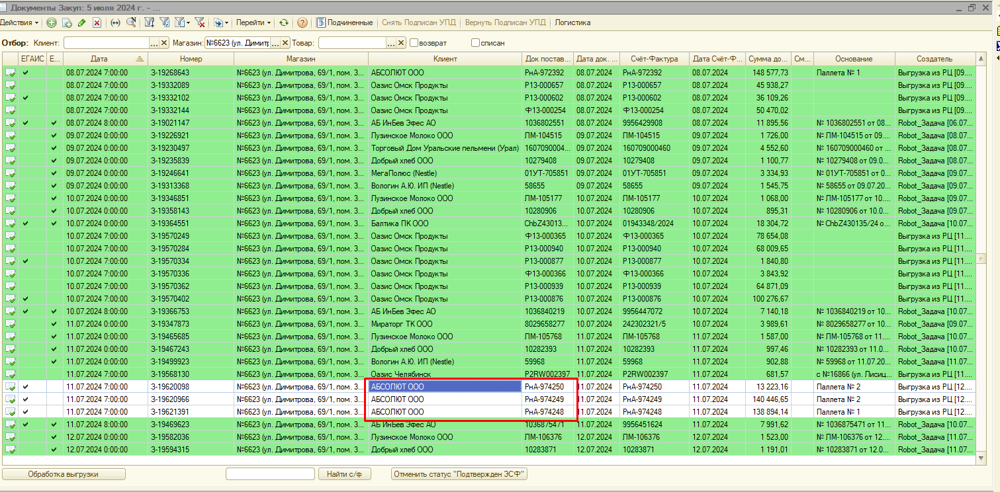 Документы Закуп: 5 июля 2024 г. - ...
Действия Перейти Подчиненные Снять Подписан УПД Вернуть Подписан УПД Логистика
Отбор: Клиент: ... Магазин: №6623 (ул. Димитр ... Товар: ... возврат списан
ЕГАИС Е... Дата Номер Магазин Клиент Док постав... Дата док. ... Счёт-Фактура Дата Счёт-Ф... Сумма до... См... Основание Создатель
08.07.2024 7:00:00 З-19268643 №6623 (ул. Димитрова, 69/1, пом. 3... АБСОЛЮТ ООО РнА-972392 08.07.2024 РнА-972392 08.07.2024 148 577,73 Паллета № 1 Выгрузка из РЦ [09....
08.07.2024 7:00:00 З-19332089 №6623 (ул. Димитрова, 69/1, пом. 3... Оазис Омск Продукты Р13-000657 08.07.2024 Р13-000657 08.07.2024 45 938,27 Выгрузка из РЦ [09....
08.07.2024 7:00:00 З-19332102 №6623 (ул. Димитрова, 69/1, пом. 3... Оазис Омск Продукты Р13-000602 08.07.2024 Р13-000602 08.07.2024 36 109,26 Выгрузка из РЦ [09....
08.07.2024 7:00:00 З-19332144 №6623 (ул. Димитрова, 69/1, пом. 3... Оазис Омск Продукты Ф13-000254 08.07.2024 Ф13-000254 08.07.2024 50 470,02 Выгрузка из РЦ [09....
08.07.2024 8:00:00 З-19021147 №6623 (ул. Димитрова, 69/1, пом. 3... АБ ИнБев Эфес АО 1036802551 08.07.2024 9956429908 08.07.2024 11 895,56 № 1036802551 от 08... Robot_Задача [06.07...
09.07.2024 0:00:00 З-19226921 №6623 (ул. Димитрова, 69/1, пом. 3... Лузинское Молоко ООО ЛМ-104515 09.07.2024 ЛМ-104515 09.07.2024 1 726,00 № ЛМ-104515 от 09.... Robot_Задача [08.07...
09.07.2024 0:00:00 З-19230497 №6623 (ул. Димитрова, 69/1, пом. 3... Торговый Дом Уральские пельмени (Урал) 1607090004... 09.07.2024 160709000460 09.07.2024 4 552,60 № 160709000460 от ... Robot_Задача [08.07...
09.07.2024 0:00:00 З-19235839 №6623 (ул. Димитрова, 69/1, пом. 3... Добрый хлеб ООО 10279408 09.07.2024 10279408 09.07.2024 1 100,77 № 10279408 от 09.0... Robot_Задача [08.07...
09.07.2024 0:00:00 З-19246641 №6623 (ул. Димитрова, 69/1, пом. 3... МегаПолюс (Nestle) 01УТ-705851 09.07.2024 01УТ-705851 09.07.2024 3 334,93 № 01УТ-705851 от 0... Robot_Задача [08.07...
09.07.2024 0:00:00 З-19313368 №6623 (ул. Димитрова, 69/1, пом. 3... Вологин А.Ю. ИП (Nestle) 58655 09.07.2024 58655 09.07.2024 1 545,75 № 58655 от 09.07.20... Robot_Задача [09.07...
10.07.2024 0:00:00 З-19346851 №6623 (ул. Димитрова, 69/1, пом. 3... Лузинское Молоко ООО ЛМ-105177 10.07.2024 ЛМ-105177 10.07.2024 1 068,00 № ЛМ-105177 от 10.... Robot_Задача [09.07...
10.07.2024 0:00:00 З-19358143 №6623 (ул. Димитрова, 69/1, пом. 3... Добрый хлеб ООО 10280906 10.07.2024 10280906 10.07.2024 895,31 № 10280906 от 10.0... Robot_Задача [09.07...
10.07.2024 0:00:00 З-19364551 №6623 (ул. Димитрова, 69/1, пом. 3... Балтика ПК ООО ChbZ43013... 10.07.2024 01943348/2024 10.07.2024 18 304,72 № ChbZ430135/24 о... Robot_Задача [10.07...
10.07.2024 7:00:00 З-19570249 №6623 (ул. Димитрова, 69/1, пом. 3... Оазис Омск Продукты Ф13-000365 10.07.2024 Ф13-000365 10.07.2024 78 654,08 Выгрузка из РЦ [11....
10.07.2024 7:00:00 З-19570284 №6623 (ул. Димитрова, 69/1, пом. 3... Оазис Омск Продукты Р13-000940 10.07.2024 Р13-000940 10.07.2024 68 009,65 Выгрузка из РЦ [11....
10.07.2024 7:00:00 З-19570334 №6623 (ул. Димитрова, 69/1, пом. 3... Оазис Омск Продукты Р13-000877 10.07.2024 Р13-000877 10.07.2024 1 840,80 Выгрузка из РЦ [11....
10.07.2024 7:00:00 З-19570336 №6623 (ул. Димитрова, 69/1, пом. 3... Оазис Омск Продукты Ф13-000366 10.07.2024 Ф13-000366 10.07.2024 3 843,92 Выгрузка из РЦ [11....
10.07.2024 7:00:00 З-19570362 №6623 (ул. Димитрова, 69/1, пом. 3... Оазис Омск Продукты Р13-000939 10.07.2024 Р13-000939 10.07.2024 64 871,09 Выгрузка из РЦ [11....
10.07.2024 7:00:00 З-19570402 №6623 (ул. Димитрова, 69/1, пом. 3... Оазис Омск Продукты Р13-000876 10.07.2024 Р13-000876 10.07.2024 100 276,67 Выгрузка из РЦ [11....
10.07.2024 8:00:00 З-19366753 №6623 (ул. Димитрова, 69/1, пом. 3... АБ ИнБев Эфес АО 1036840219 10.07.2024 9956447072 10.07.2024 7 140,18 № 1036840219 от 10... Robot_Задача [10.07...
11.07.2024 0:00:00 З-19347873 №6623 (ул. Димитрова, 69/1, пом. 3... Мираторг ТК ООО 8029658277 10.07.2024 242302321/5 10.07.2024 3 989,61 № 8029658277 от 10... Robot_Задача [09.07...
11.07.2024 0:00:00 З-19465685 №6623 (ул. Димитрова, 69/1, пом. 3... Лузинское Молоко ООО ЛМ-105768 11.07.2024 ЛМ-105768 11.07.2024 1 587,00 № ЛМ-105768 от 11.... Robot_Задача [10.07...
11.07.2024 0:00:00 З-19467243 №6623 (ул. Димитрова, 69/1, пом. 3... Добрый хлеб ООО 10282393 11.07.2024 10282393 11.07.2024 997,46 № 10282393 от 11.0... Robot_Задача [10.07...
11.07.2024 0:00:00 З-19499923 №6623 (ул. Димитрова, 69/1, пом. 3... Вологин А.Ю. ИП (Nestle) 59968 11.07.2024 59968 11.07.2024 902,88 № 59968 от 11.07.20... Robot_Задача [11.07...
11.07.2024 7:00:00 З-19568130 №6623 (ул. Димитрова, 69/1, пом. 3... Оазис Челябинск P2RW002397 11.07.2024 P2RW002397 11.07.2024 681,57 с №16866 (ул. Лисиц... Выгрузка из РЦ [11....
11.07.2024 7:00:00 З-19620098 №6623 (ул. Димитрова, 69/1, пом. 3... АБСОЛЮТ ООО РнА-974250 11.07.2024 РнА-974250 11.07.2024 13 223,16 Паллета № 2 Выгрузка из РЦ [12....
11.07.2024 7:00:00 З-19620966 №6623 (ул. Димитрова, 69/1, пом. 3... АБСОЛЮТ ООО РнА-974249 11.07.2024 РнА-974249 11.07.2024 140 446,65 Паллета № 2 Выгрузка из РЦ [12....
11.07.2024 7:00:00 З-19621391 №6623 (ул. Димитрова, 69/1, пом. 3... АБСОЛЮТ ООО РнА-974248 11.07.2024 РнА-974248 11.07.2024 138 894,14 Паллета № 1 Выгрузка из РЦ [12....
11.07.2024 8:00:00 З-19469623 №6623 (ул. Димитрова, 69/1, пом. 3... АБ ИнБев Эфес АО 1036875471 11.07.2024 9956451624 11.07.2024 7 991,62 № 1036875471 от 11... Robot_Задача [10.07...
12.07.2024 0:00:00 З-19582036 №6623 (ул. Димитрова, 69/1, пом. 3... Лузинское Молоко ООО ЛМ-106376 12.07.2024 ЛМ-106376 12.07.2024 1 523,00 № ЛМ-106376 от 12.... Robot_Задача [11.07...
12.07.2024 0:00:00 З-19594315 №6623 (ул. Димитрова, 69/1, пом. 3... Добрый хлеб ООО 10283871 12.07.2024 10283871 12.07.2024 1 191,01 № 10283871 от 12.0... Robot_Задача [11.07...
Обработка выгрузки Найти с/ф Отменить статус "Подтвержден ЭСФ"